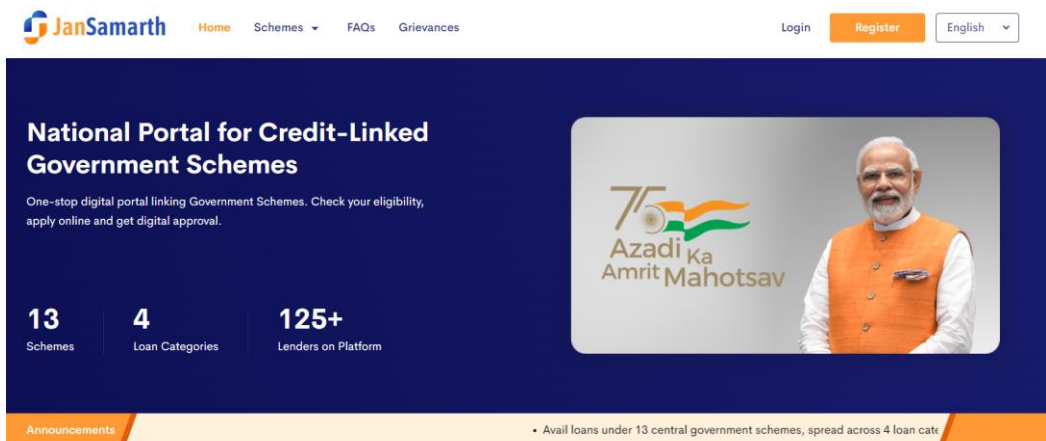 JanSamarth
Home
Schemes
FAQs
Grievances
Login
Register
English
National Portal for Credit-Linked
Government Schemes
One-stop digital portal linking Government Schemes. Check your eligibility,
apply online and get digital approval.
75
Azadi Ka
Amrit Mahotsav
13
4
125+
Schemes
Loan Categories
Lenders on Platform
Announcements
• Avail loans under 13 central government schemes, spread across 4 loan